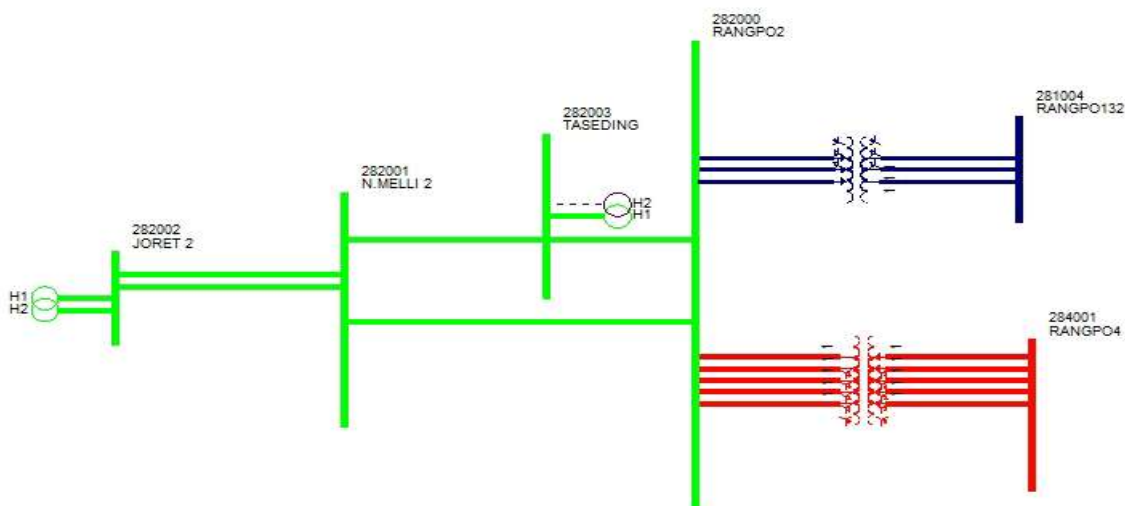 282000
RANGPO2
281004
RANGPO132
282003
TASEDING
282001
N.MELLI 2
H2
H1
282002
JORET 2
H1
H2
284001
RANGPO4